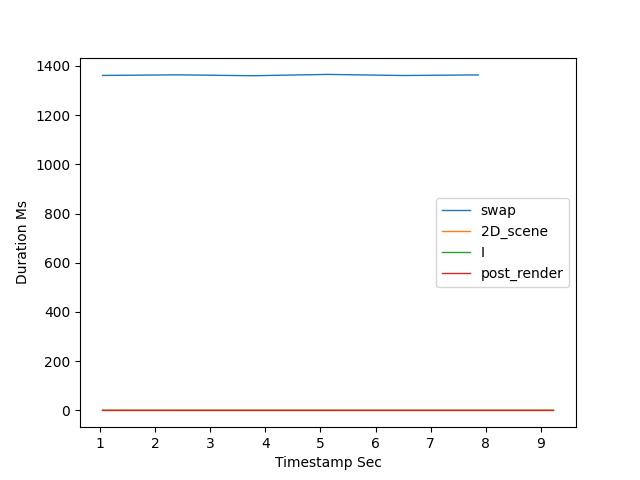 1400
1200
1000
800
600
400
200
0
Duration Ms
swap
2D_scene
I
post_render
1 2 3 4 5 6 7 8 9
Timestamp Sec